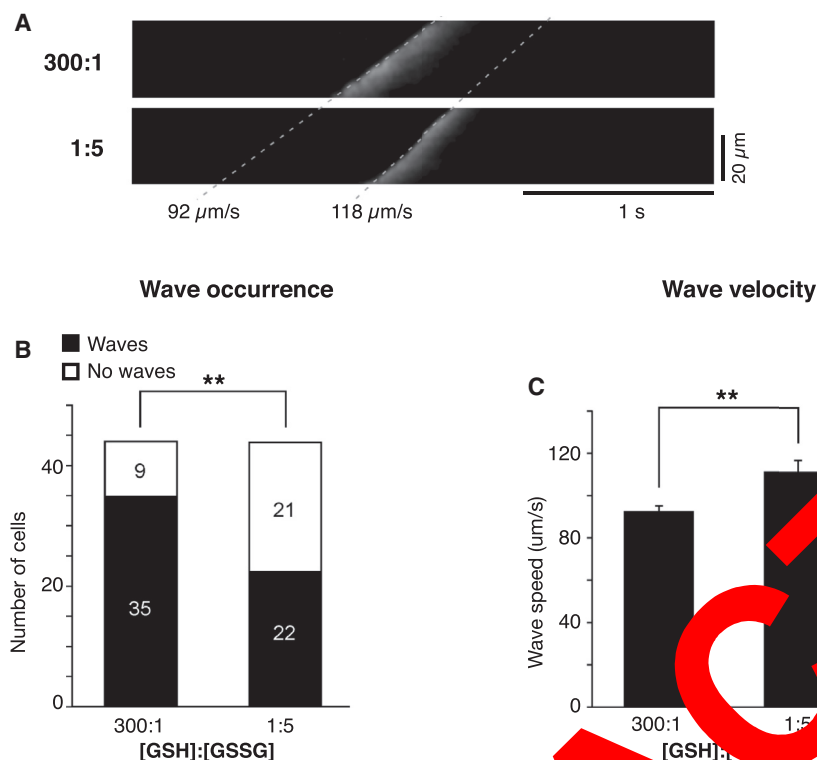 A
300:1
1:5
20 µm
92 µm/s
118 µm/s
1 s
Wave occurrence
Wave velocity
B
Waves
No waves
**
40
20
0
9
35
21
22
Number of cells
300:1
1:5
[GSH]:[GSSG]
C
**
120
80
40
0
Wave speed (um/s)
300:1
1:5
[GSH]:[